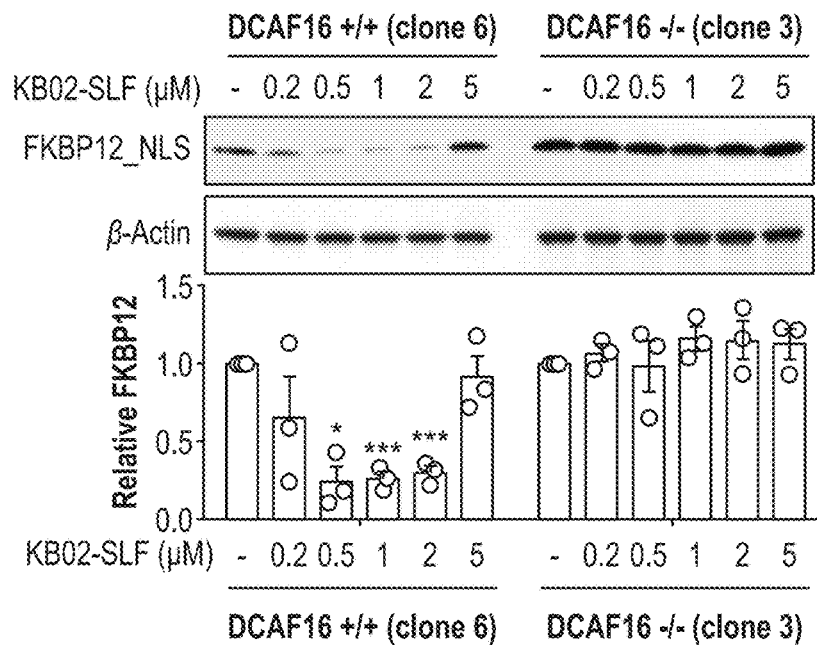 DCAF16 +/+ (clone 6) DCAF16 -/- (clone 3)
KB02-SLF (µM) - 0.2 0.5 1 2 5 - 0.2 0.5 1 2 5
FKBP12_NLS
β-Actin
Relative FKBP12
1.5
1.0
0.5
0.0
* *** ***
KB02-SLF (µM) - 0.2 0.5 1 2 5 - 0.2 0.5 1 2 5
DCAF16 +/+ (clone 6) DCAF16 -/- (clone 3)